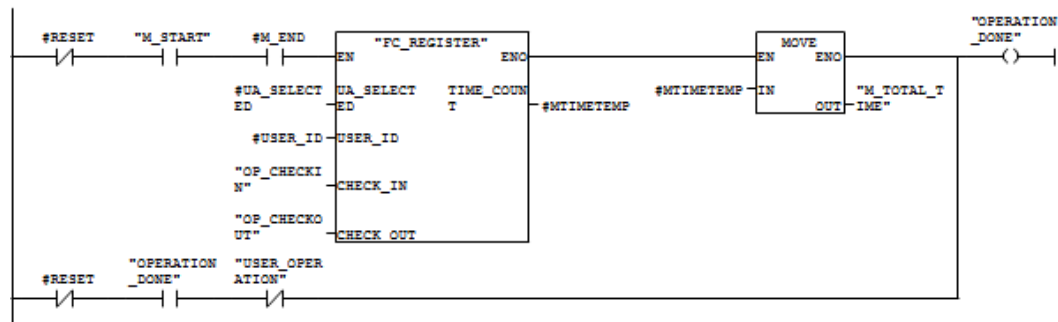 "OPERATION
_DONE"
#RESET "M_START" #M_END "FC_REGISTER" MOVE
EN ENO EN ENO
#UA_SELECT
ED
UA_SELECT
ED
TIME_COUN
T
#MTIMETEMP
#MTIMETEMP IN
OUT
"M_TOTAL_T
IME"
#USER_ID USER_ID
"OP_CHECKI
N"
CHECK_IN
"OP_CHECKO
UT"
CHECK_OUT
#RESET
"OPERATION
_DONE"
"USER_OPER
ATION"